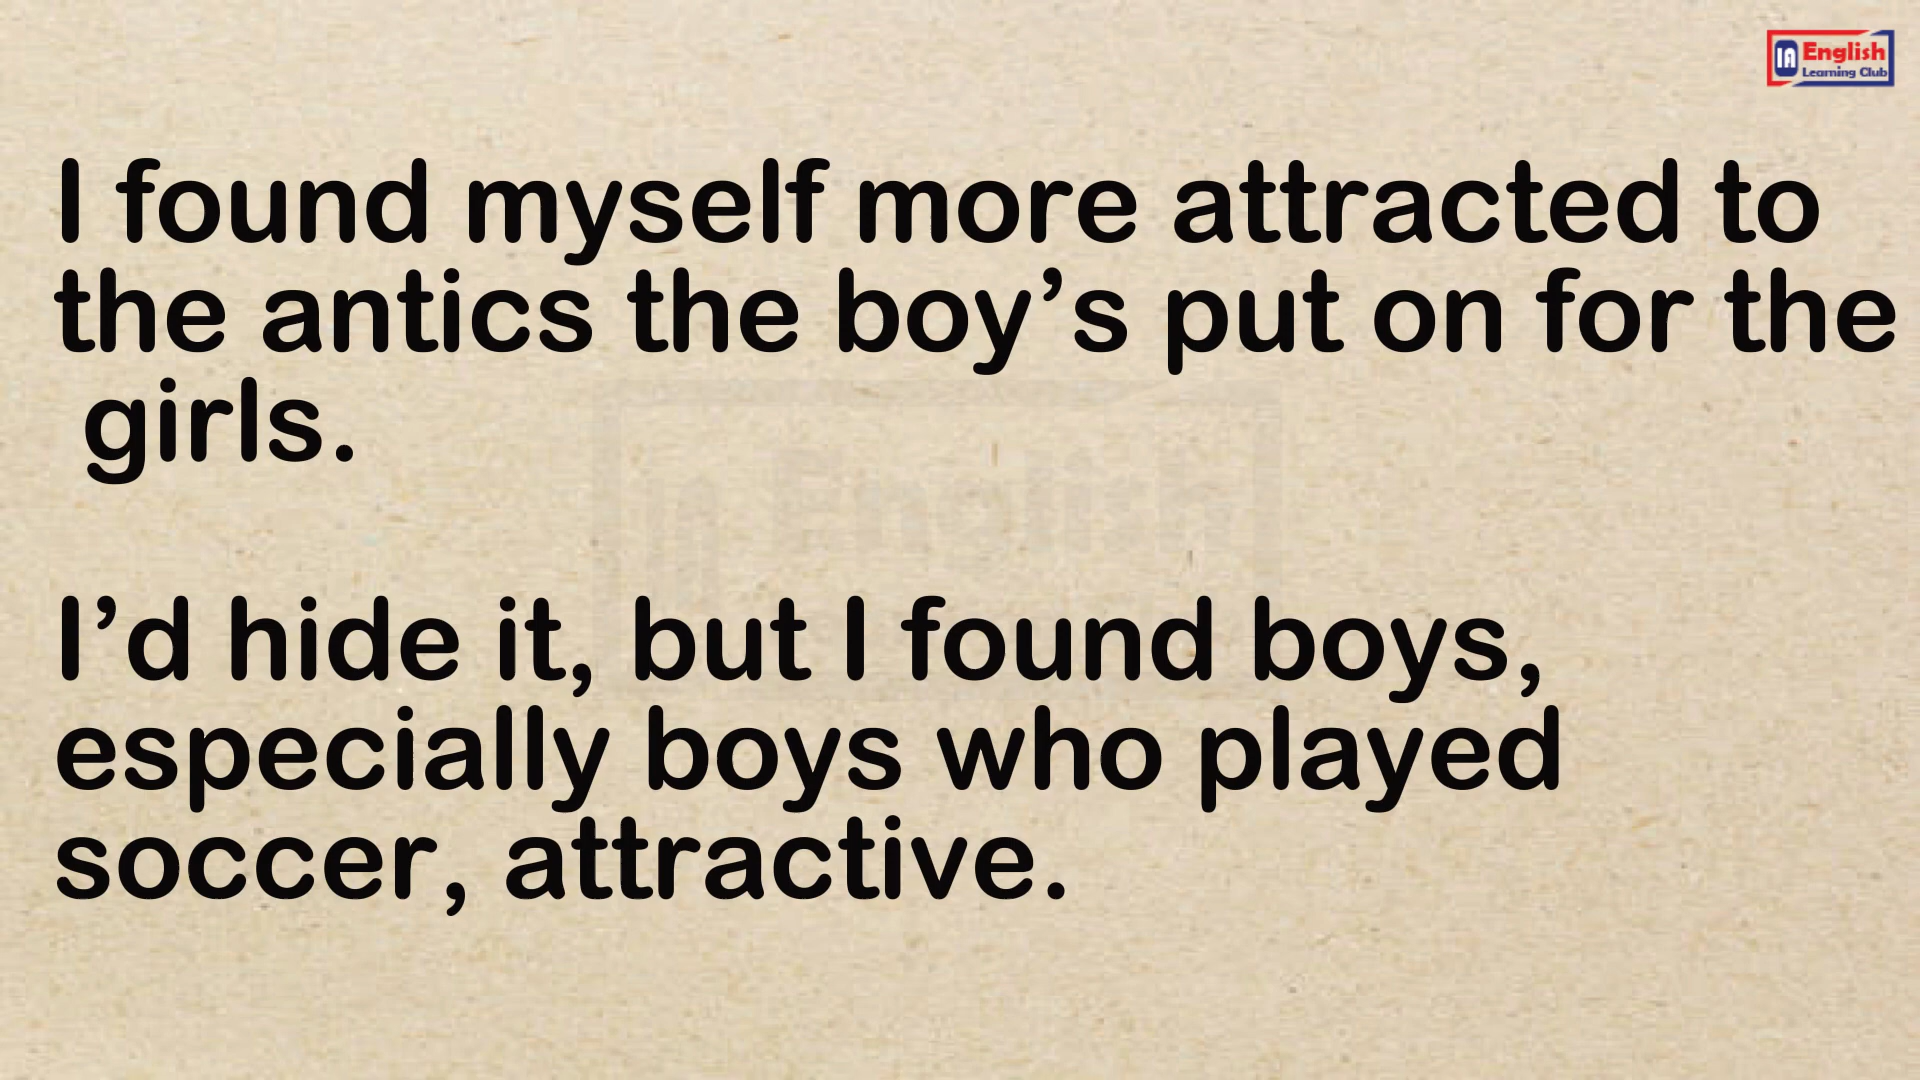 IA English
Learning Club
I found myself more attracted to
the antics the boy’s put on for the
girls.
I’d hide it, but I found boys,
especially boys who played
soccer, attractive.